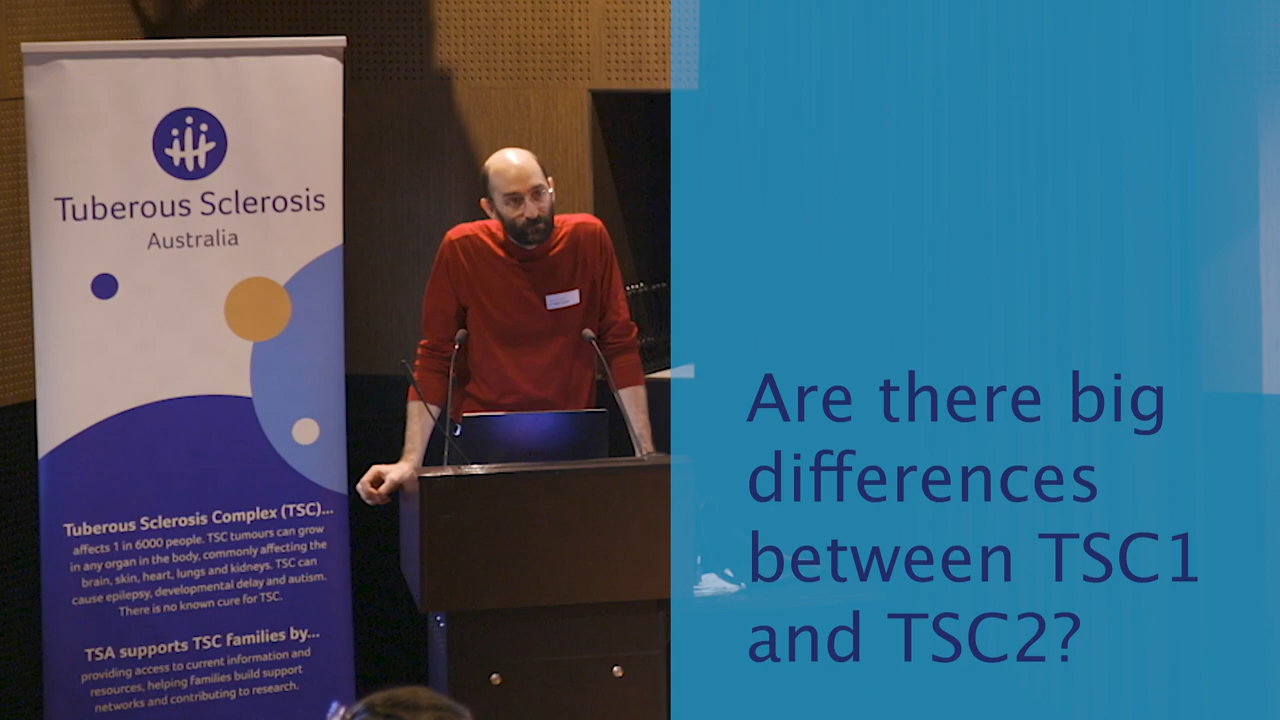 Tuberous Sclerosis
Australia
Tuberous Sclerosis Complex (TSC)...
affects 1 in 6000 people. TSC tumours can grow
in any organ in the body, commonly affecting the
brain, skin, heart, lungs and kidneys. TSC can
cause epilepsy, developmental delay and autism.
There is no known cure for TSC.
TSA supports TSC families by...
providing access to current information and
resources, helping families build support
networks and contributing to research.
Are there big
differences
between TSC1
and TSC2?